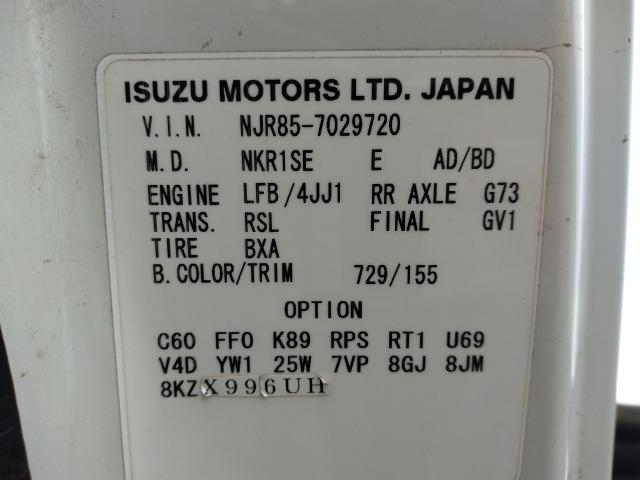 ISUZU MOTORS LTD. JAPAN
V.I.N. NJR85-7029720
M.D. NKR1SE E AD/BD
ENGINE LFB/4JJ1 RR AXLE G73
TRANS. RSL FINAL GV1
TIRE BXA
B.COLOR/TRIM 729/155
OPTION
C60 FF0 K89 RPS RT1 U69
V4D YW1 25W 7VP 8GJ 8JM
8KZ X996UH